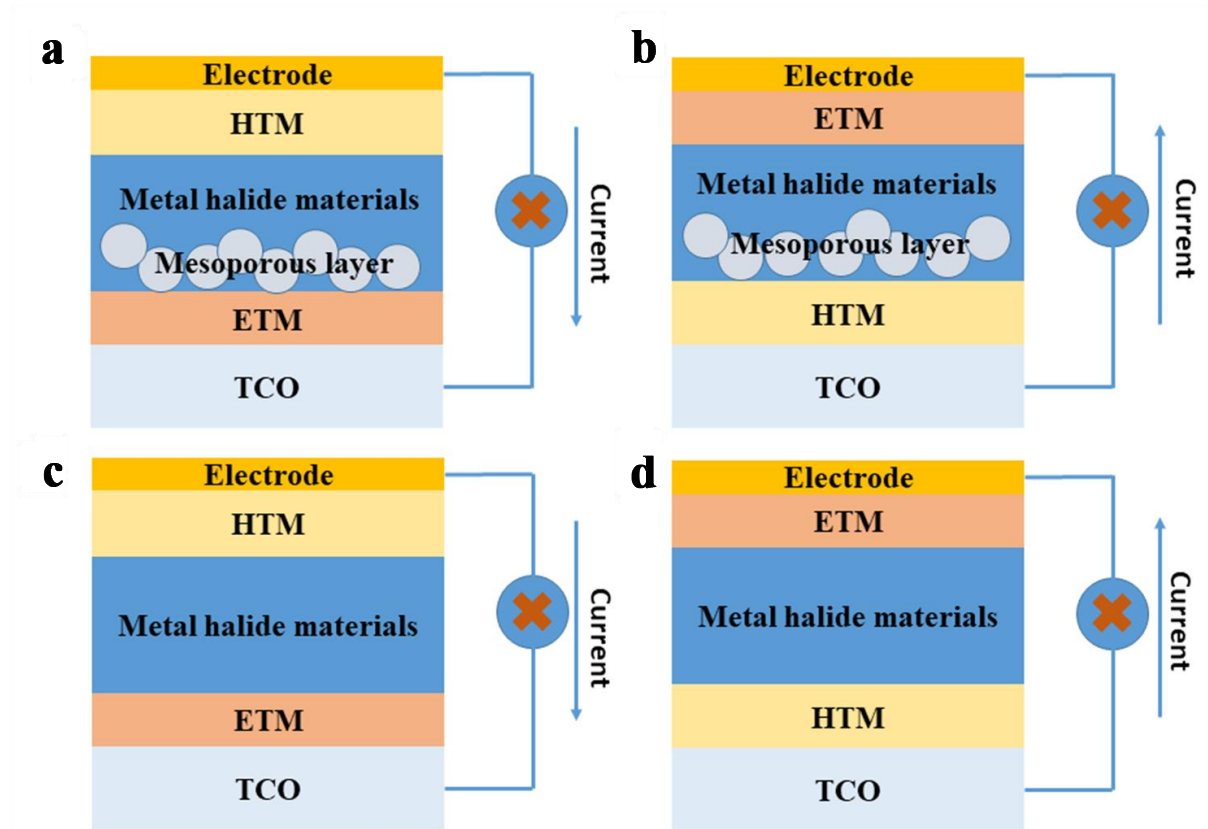 a
Electrode
HTM
Metal halide materials
Mesoporous layer
ETM
TCO
Current
b
Electrode
ETM
Metal halide materials
Mesoporous layer
HTM
TCO
Current
c
Electrode
HTM
Metal halide materials
ETM
TCO
Current
d
Electrode
ETM
Metal halide materials
HTM
TCO
Current